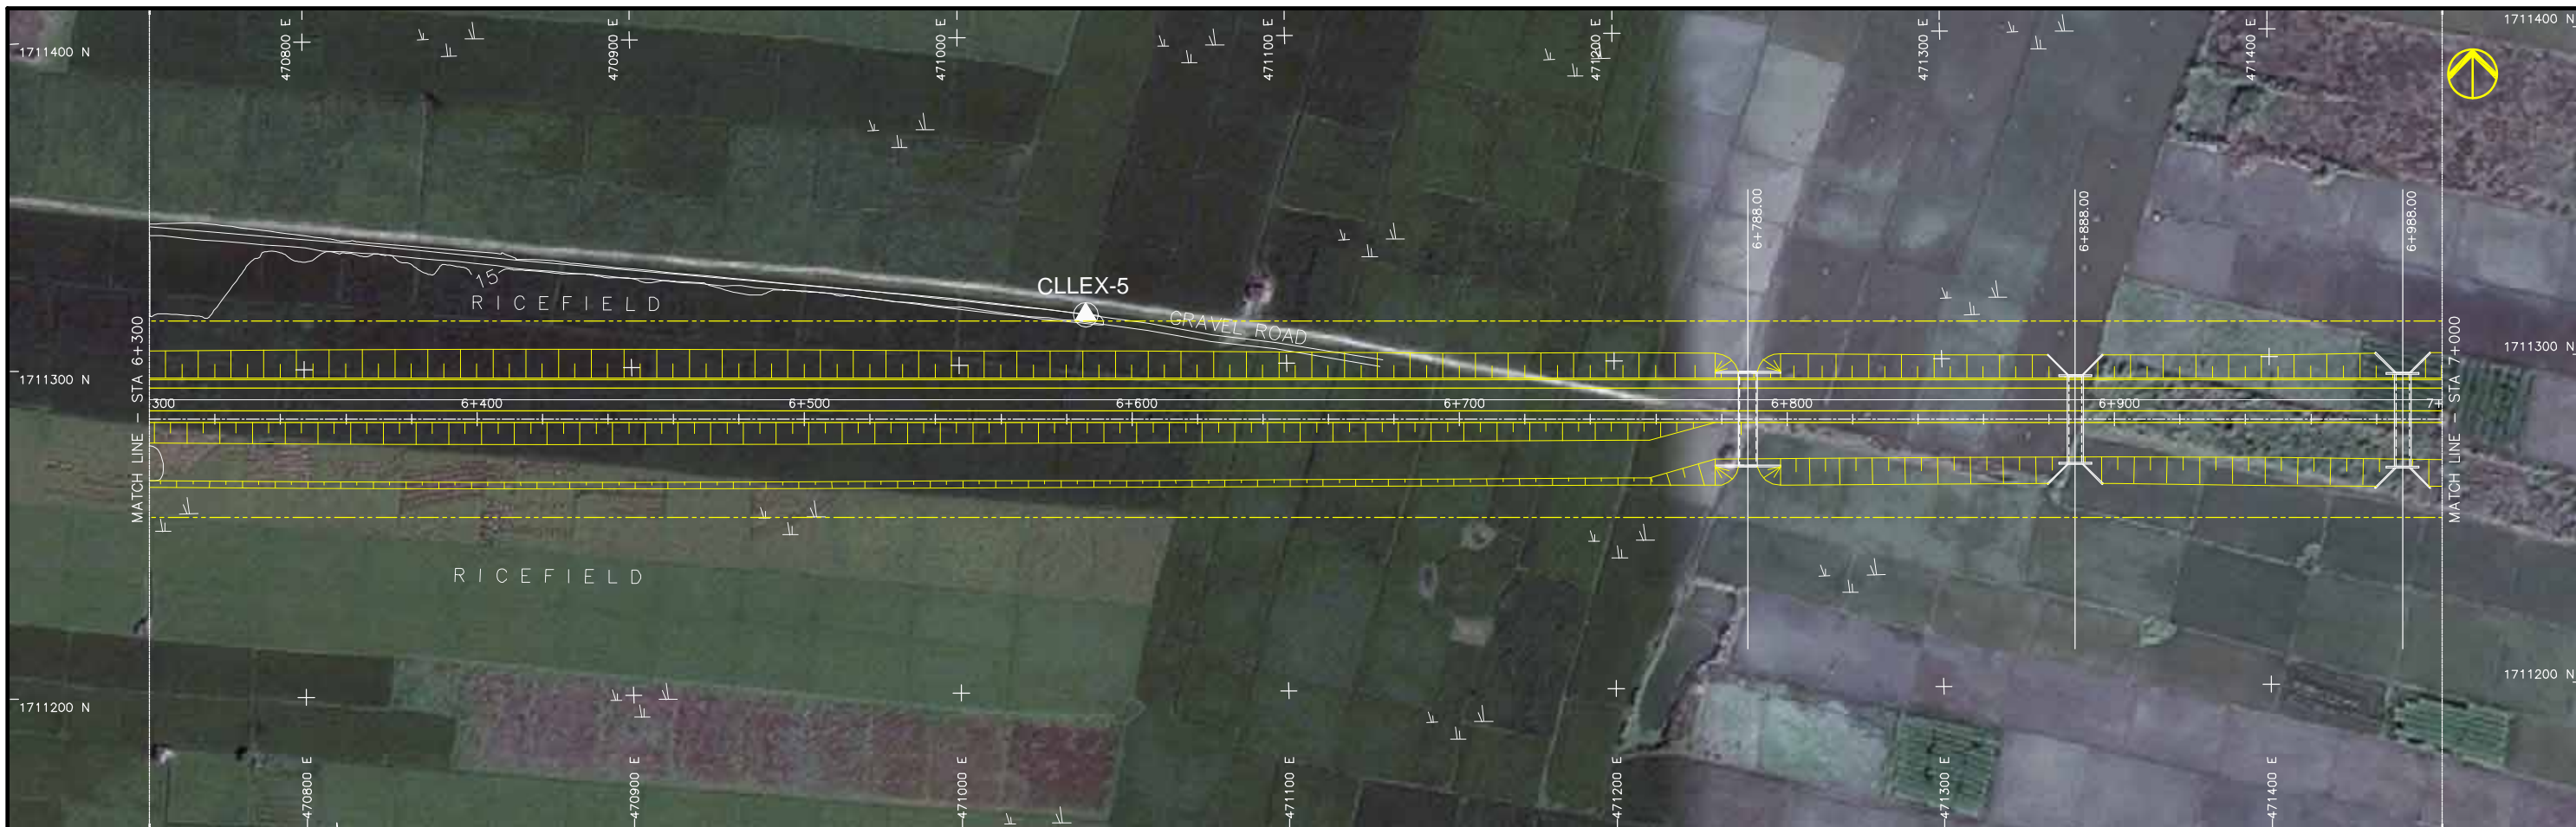 470800 E
470900 E
471000 E
471100 E
471200 E
471300 E
471400 E
1711400 N
1711400 N
6+788.00
6+888.00
6+988.00
CLLEX-5
15
RICEFIELD
GRAVEL ROAD
MATCH LINE - STA 6+300
MATCH LINE - STA 7+000
1711300 N
1711300 N
300
6+400
6+500
6+600
6+700
6+800
6+900
7+
RICEFIELD
1711200 N
1711200 N
470800 E
470900 E
471000 E
471100 E
471200 E
471300 E
471400 E